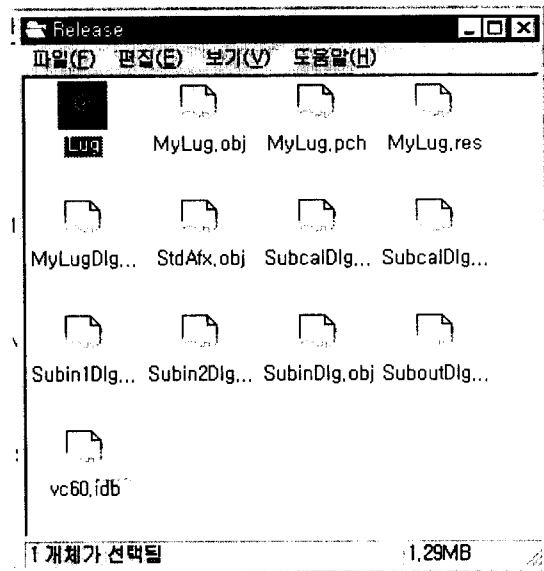 Release
파일(F) 편집(E) 보기(V) 도움말(H)
Lug MyLug.obj MyLug.pch MyLug.res
MyLugDlg... StdAfx.obj SubcalDlg... SubcalDlg...
Subin1Dlg... Subin2Dlg... SubinDlg.obj SuboutDlg...
vc60.idb
1 개체가 선택됨 1.29MB